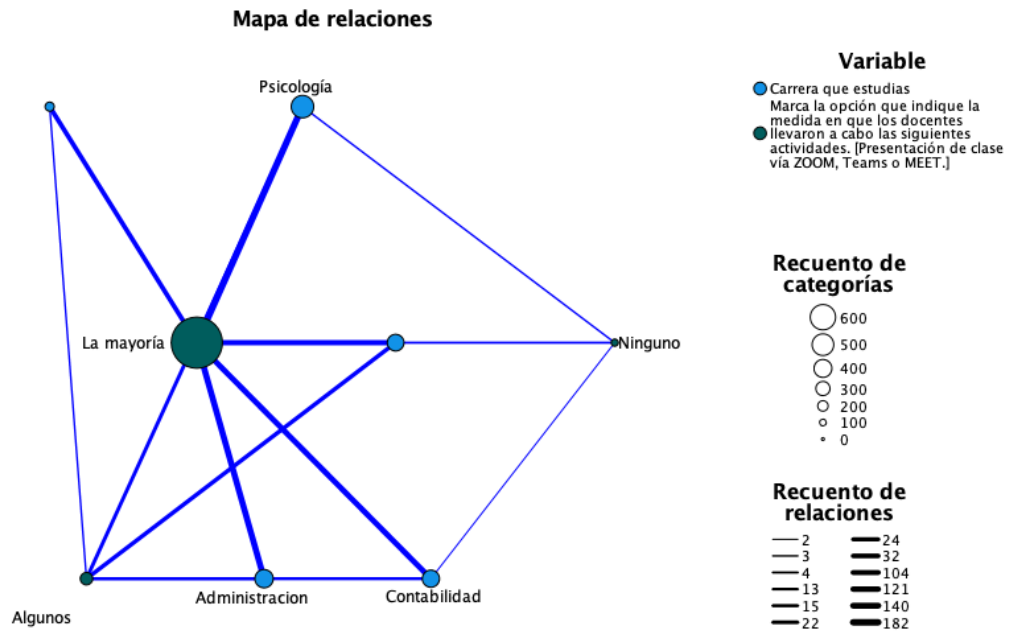 Mapa de relaciones
Psicología
La mayoría
Ninguno
Administracion
Contabilidad
Algunos
Variable
Carrera que estudias
Marca la opción que indique la
medida en que los docentes
llevaron a cabo las siguientes
actividades. [Presentación de clase
vía ZOOM, Teams o MEET.]
Recuento de
categorías
600
500
400
300
200
100
0
Recuento de
relaciones
2 24
3 32
4 104
13 121
15 140
22 182